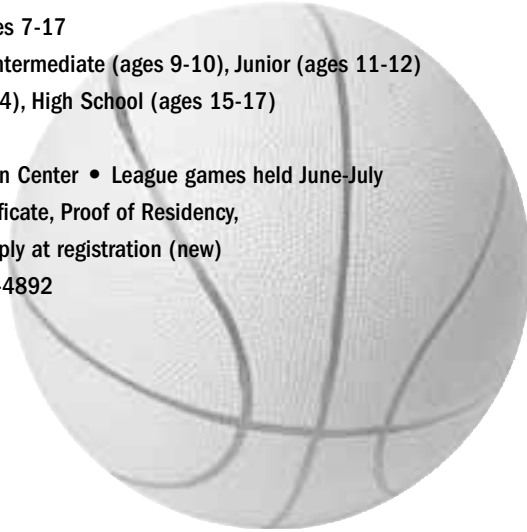 es 7-17
ntermediate (ages 9-10), Junior (ages 11-12)
4), High School (ages 15-17)
n Center • League games held June-July
ficate, Proof of Residency,
ply at registration (new)
-4892